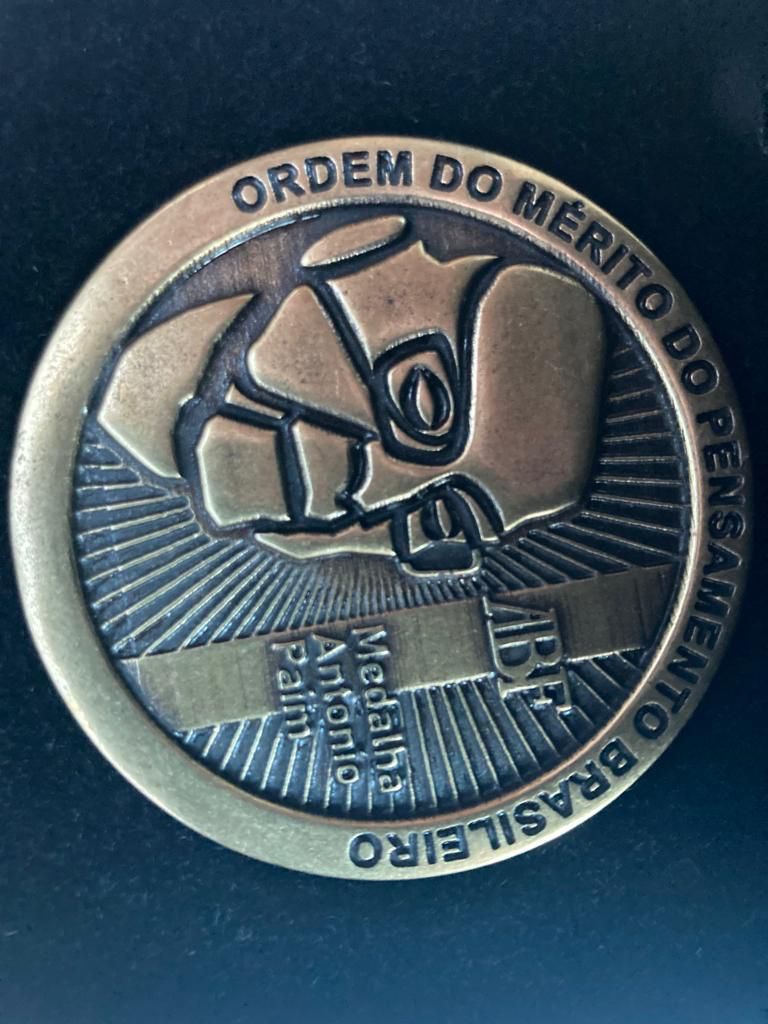 ORDEM DO MÉRITO DO PENSAMENTO BRASILEIRO
ABF
Medalha
Antonio
Paim